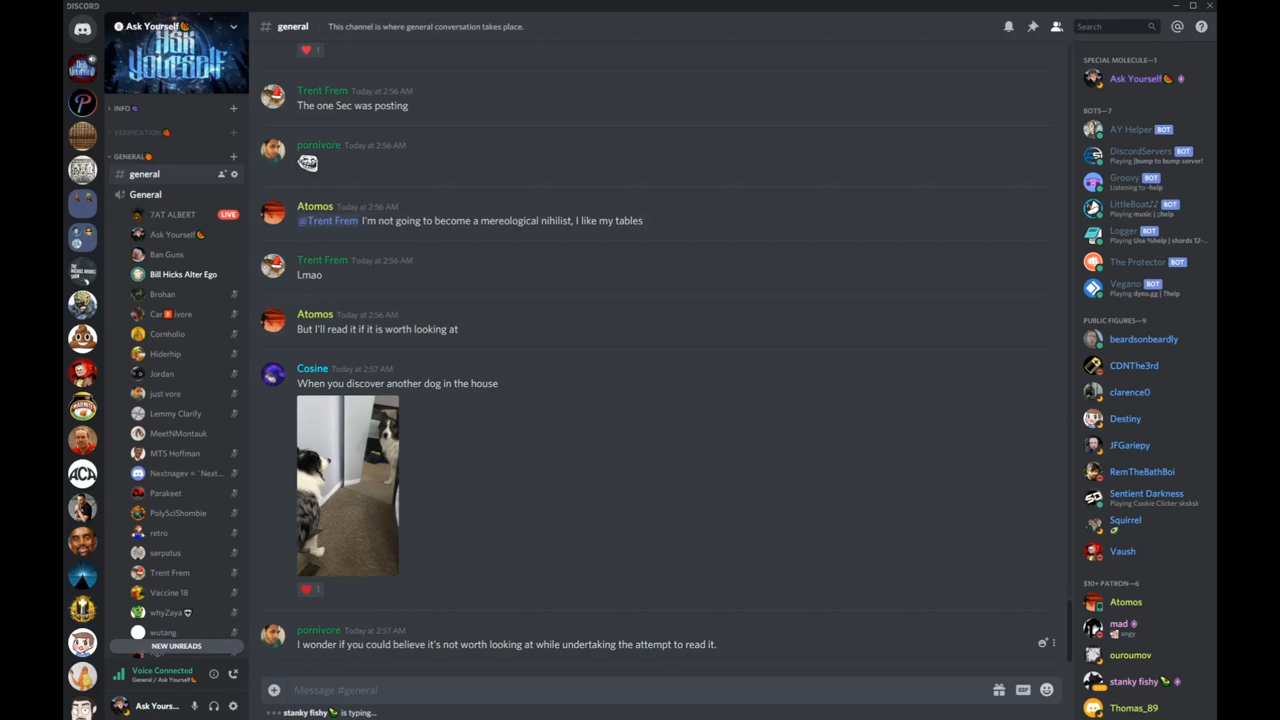 DISCORD
Ask Yourself
ASK
YOURSELF
INFO
VERIFICATION
GENERAL
# general
General
7AT ALBERT LIVE
Ask Yourself
Ban Guns
Bill Hicks Alter Ego
Brohan
Car ivore
Cornholio
Hiderhip
Jordan
just vore
Lemmy Clarify
MeetNMontauk
MTS Hoffman
Nextnagev = `Next...
Parakeet
PolySciShombie
retro
serpatus
Trent Frem
Vaccine 18
whyZaya
wutang
NEW UNREADS
Voice Connected
General / Ask Yourself
Ask Yours...
ACA
# general This channel is where general conversation takes place.
Search
1
Trent Frem Today at 2:56 AM
The one Sec was posting
pornivore Today at 2:56 AM
Atomos Today at 2:56 AM
@Trent Frem I'm not going to become a mereological nihilist, I like my tables
Trent Frem Today at 2:56 AM
Lmao
Atomos Today at 2:56 AM
But I'll read it if it is worth looking at
Cosine Today at 2:57 AM
When you discover another dog in the house
1
pornivore Today at 2:57 AM
I wonder if you could believe it's not worth looking at while undertaking the attempt to read it.
Message #general
GIF
stanky fishy is typing...
SPECIAL MOLECULE—1
Ask Yourself
BOTS—7
AY Helper BOT
DiscordServers BOT
Playing |bump to bump server!
Groovy BOT
Listening to -help
LittleBoat♪♪ BOT
Playing music | ;;help
Logger BOT
Playing Use %help | shards 12-...
The Protector BOT
Vegano BOT
Playing dyno.gg | ?help
PUBLIC FIGURES—9
beardsonbeardly
CDNThe3rd
clarence0
Destiny
JFGariepy
RemTheBathBoi
Sentient Darkness
Playing Cookie Clicker sksksk
Squirrel
Vaush
$10+ PATRON—6
Atomos
mad
angy
ouroumov
stanky fishy
Thomas_89